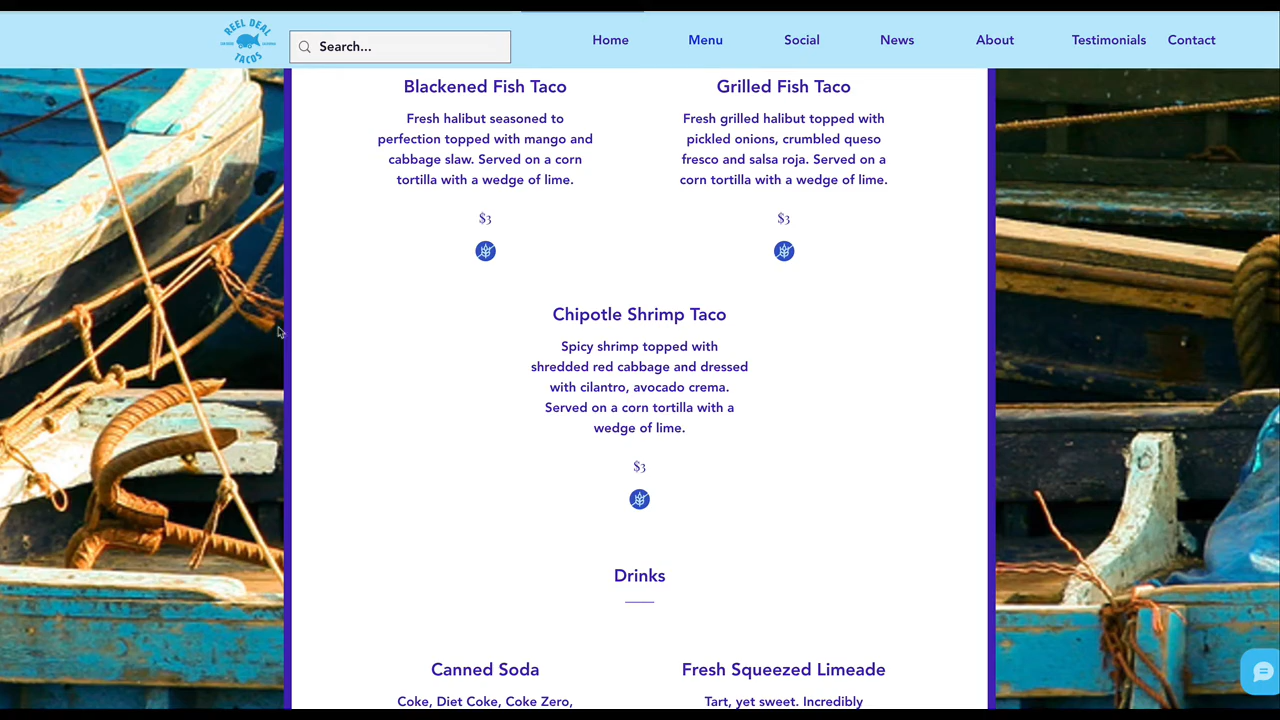 REEL DEAL
TACOS
Search...
Home
Menu
Social
News
About
Testimonials
Contact
Blackened Fish Taco
Fresh halibut seasoned to
perfection topped with mango and
cabbage slaw. Served on a corn
tortilla with a wedge of lime.
$3
Grilled Fish Taco
Fresh grilled halibut topped with
pickled onions, crumbled queso
fresco and salsa roja. Served on a
corn tortilla with a wedge of lime.
$3
Chipotle Shrimp Taco
Spicy shrimp topped with
shredded red cabbage and dressed
with cilantro, avocado crema.
Served on a corn tortilla with a
wedge of lime.
$3
Drinks
Canned Soda
Coke, Diet Coke, Coke Zero,
Fresh Squeezed Limeade
Tart, yet sweet. Incredibly